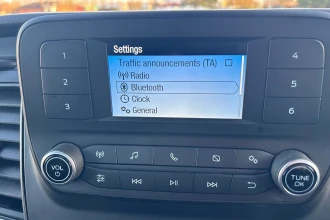 Settings
Traffic announcements (TA)
Radio
Bluetooth
Clock
General
1
2
3
4
5
6
VOL
TUNE
OK